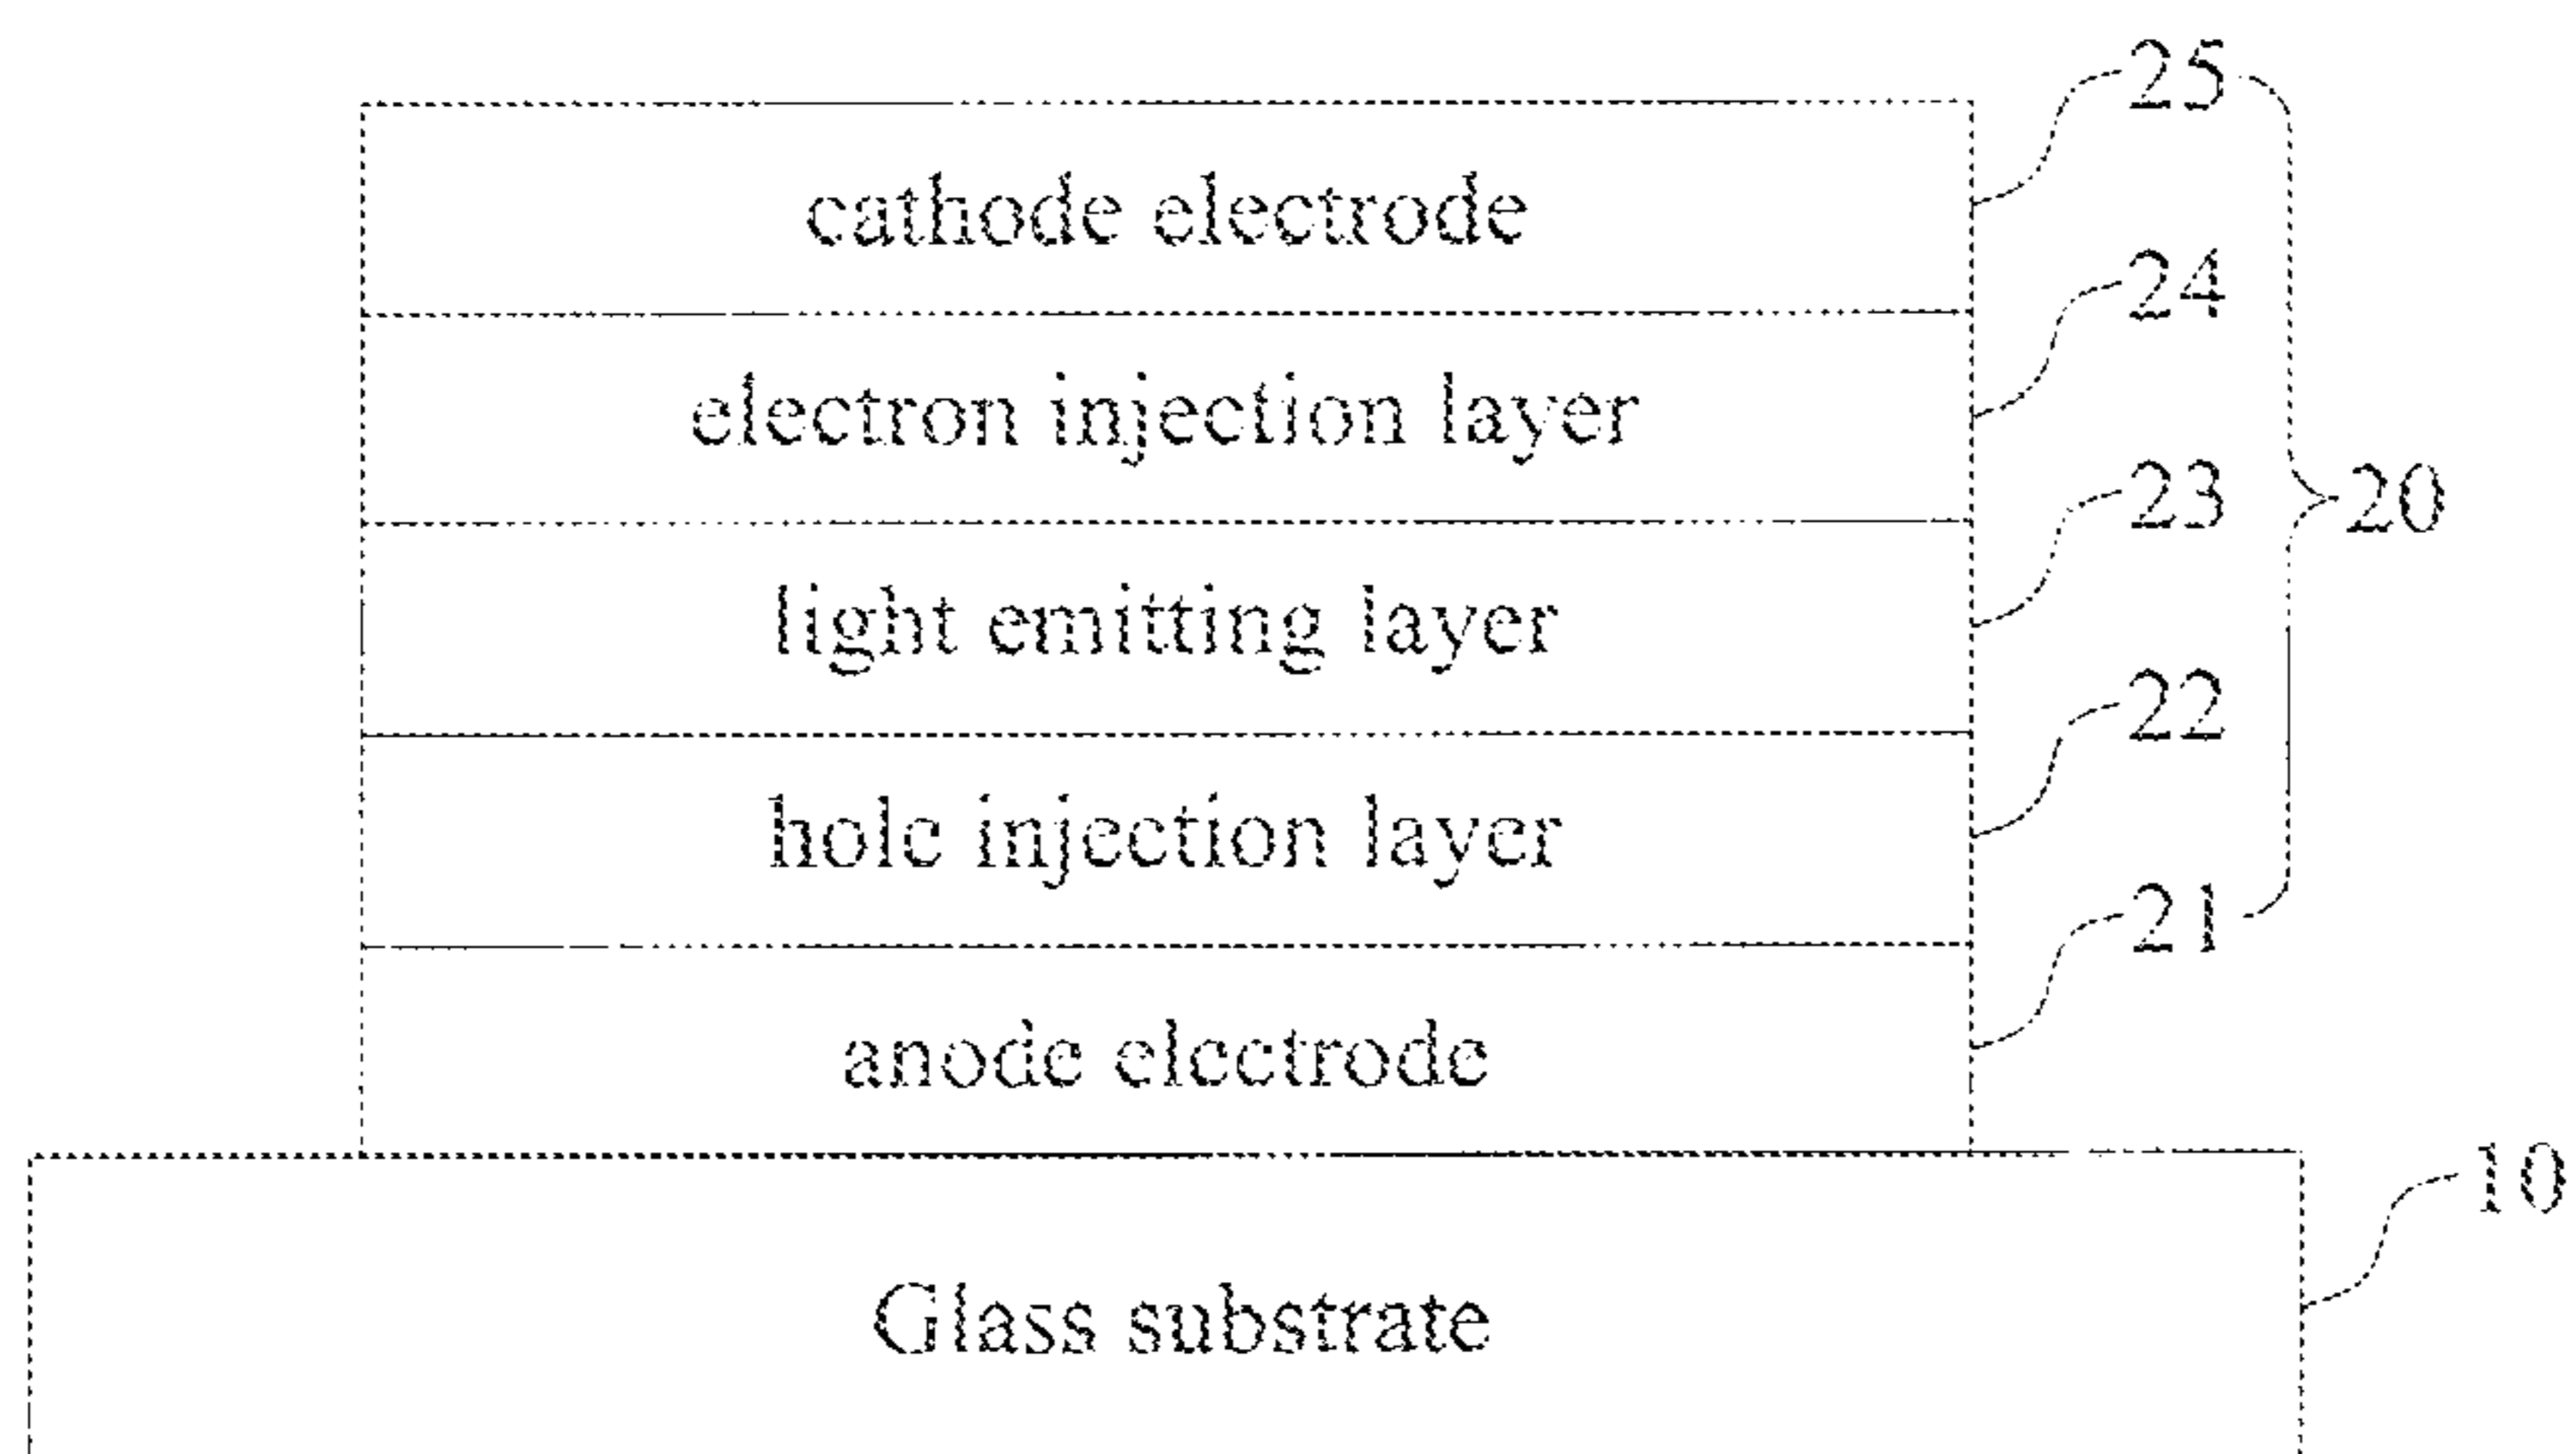 25
cathode electrode
24
electron injection layer
23
20
light emitting layer
22
hole injection layer
21
anode electrode
10
Glass substrate